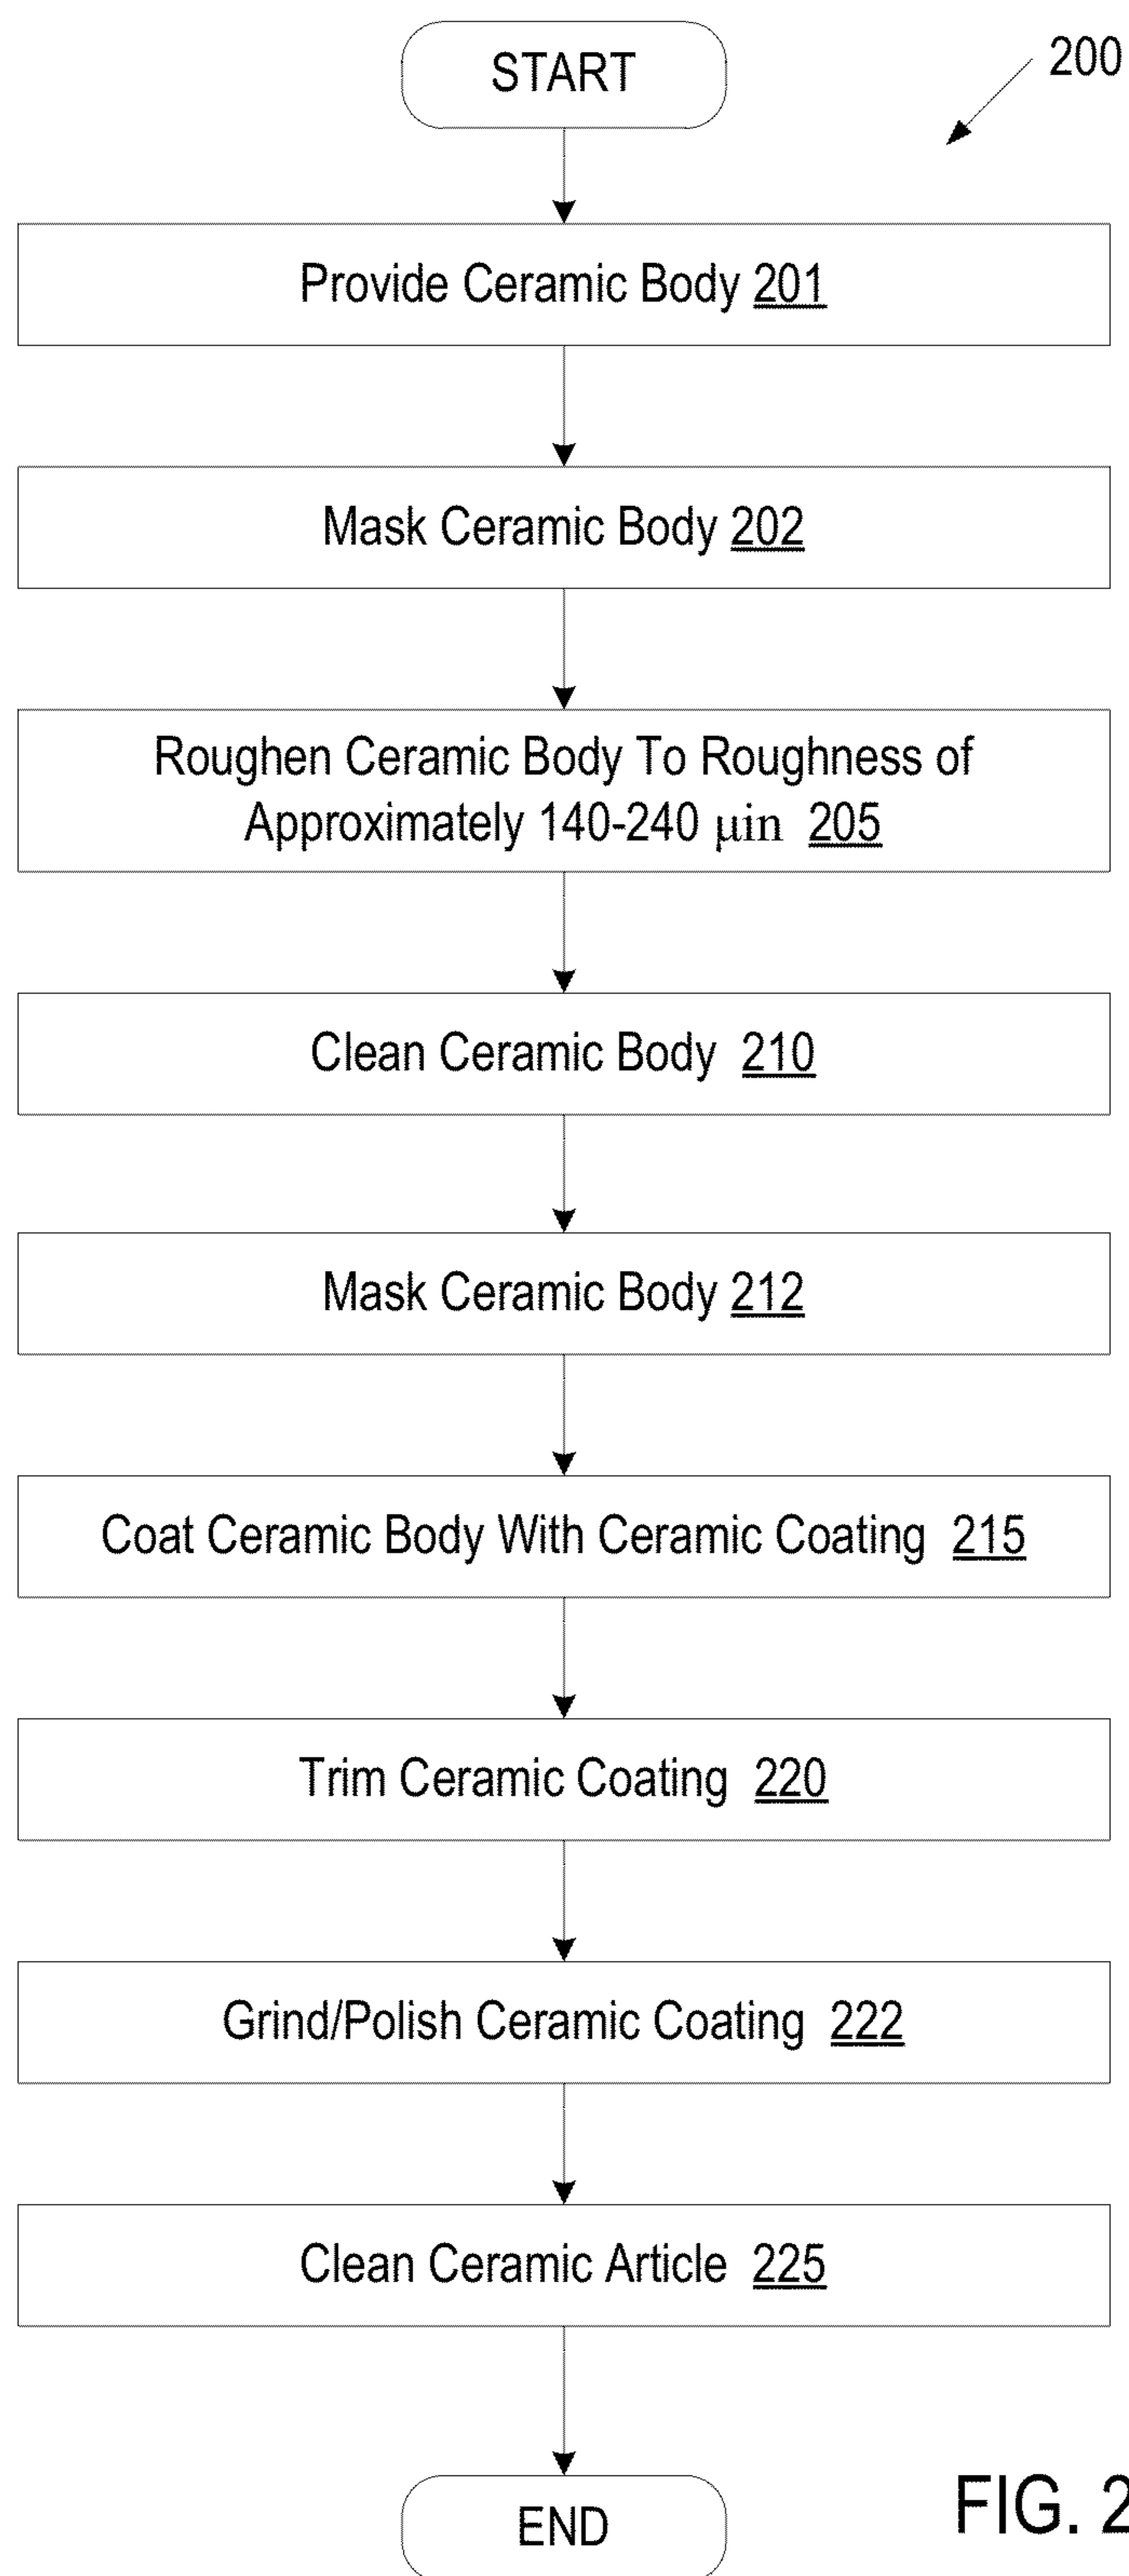 START
200
Provide Ceramic Body 201
Mask Ceramic Body 202
Roughen Ceramic Body To Roughness of
Approximately 140-240 μin 205
Clean Ceramic Body 210
Mask Ceramic Body 212
Coat Ceramic Body With Ceramic Coating 215
Trim Ceramic Coating 220
Grind/Polish Ceramic Coating 222
Clean Ceramic Article 225
END
FIG. 2